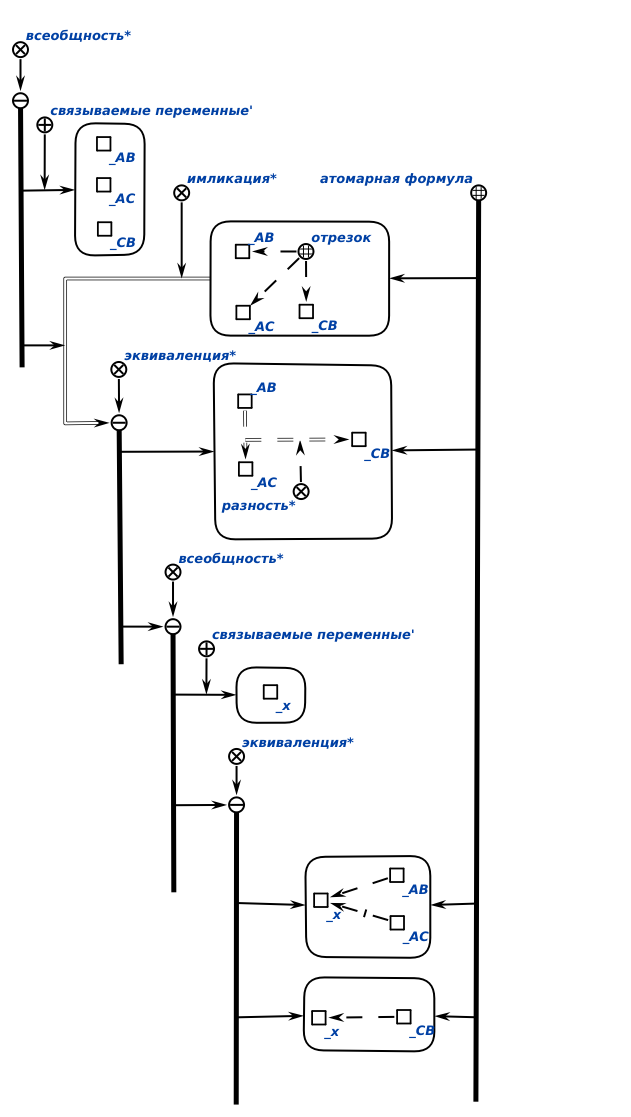 всеобщность*
связываемые переменные'
_AB
_AC
_CB
имликация*
атомарная формула
_AB
отрезок
_AC
_CB
эквиваленция*
_AB
_CB
_AC
разность*
всеобщность*
связываемые переменные'
_x
эквиваленция*
_AB
_x
_AC
_x
_CB